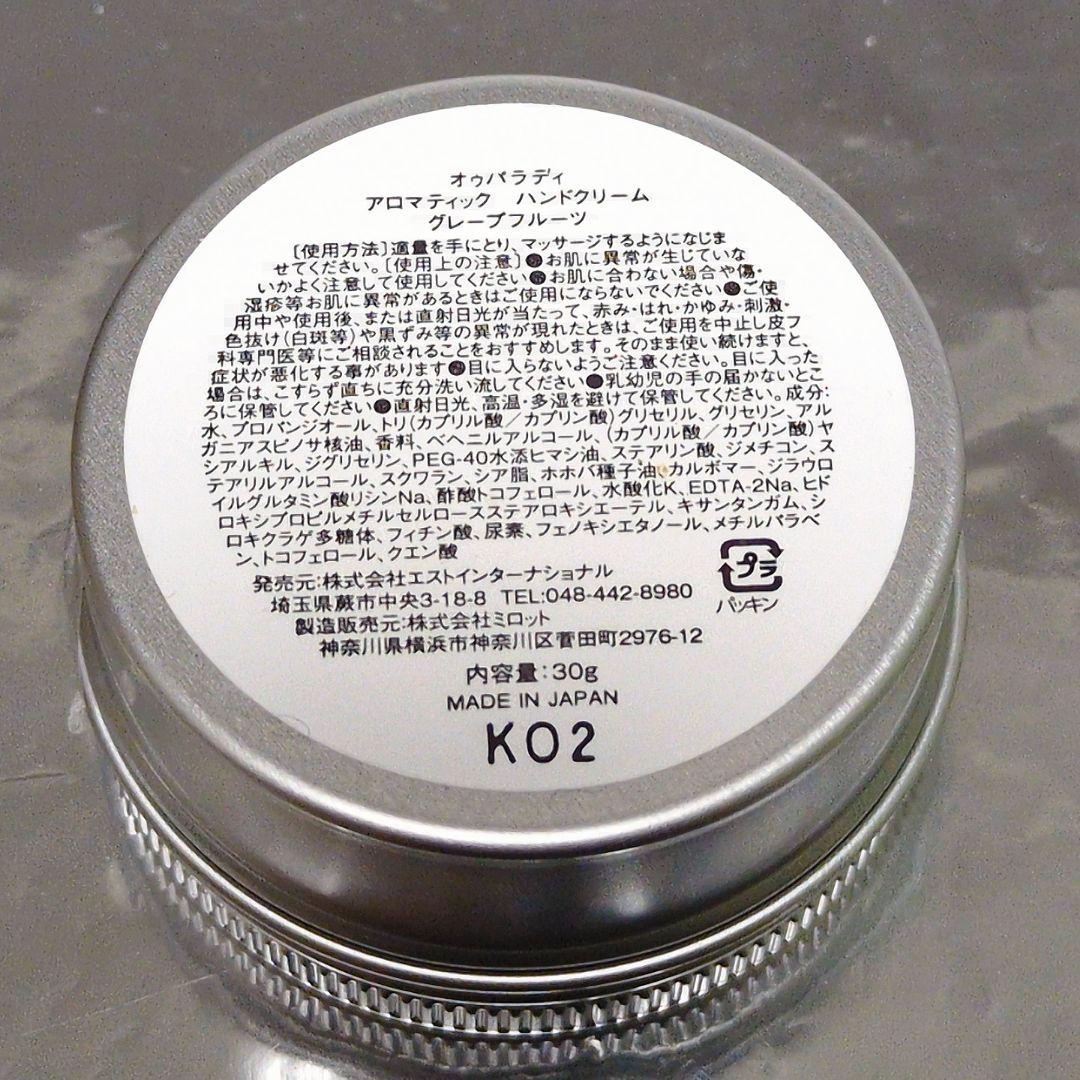 オゥパラディ
アロマティック　ハンドクリーム
グレープフルーツ
［使用方法］適量を手にとり、マッサージするようになじま
せてください。［使用上の注意］●お肌に異常が生じていな
いかよく注意して使用してください●お肌に合わない場合や傷・
湿疹等お肌に異常があるときはご使用にならないでください●ご使
用中や使用後、または直射日光が当たって、赤み・はれ・かゆみ・刺激・
色抜け(白斑等)や黒ずみ等の異常が現れたときは、ご使用を中止し皮フ
科専門医等にご相談されることをおすすめします。そのまま使い続けますと、
症状が悪化する事があります●目に入らないようご注意ください。目に入った
場合は、こすらず直ちに充分洗い流してください●乳幼児の手の届かないとこ
ろに保管してください●直射日光、高温・多湿を避けて保管してください。成分：
水、プロパンジオール、トリ(カプリル酸／カプリン酸)グリセリル、グリセリン、アル
ガニアスピノサ核油、香料、ベヘニルアルコール、(カプリル酸／カプリン酸)ヤ
シアルキル、ジグリセリン、PEG-40水添ヒマシ油、ステアリン酸、ジメチコン、ス
テアリルアルコール、スクワラン、シア脂、ホホバ種子油、カルボマー、ジラウロ
イルグルタミン酸リシンNa、酢酸トコフェロール、水酸化K、EDTA-2Na、ヒド
ロキシプロピルメチルセルロースステアロキシエーテル、キサンタンガム、シ
ロキクラゲ多糖体、フィチン酸、尿素、フェノキシエタノール、メチルパラベ
ン、トコフェロール、クエン酸
発売元：株式会社エストインターナショナル
埼玉県蕨市中央3-18-8 TEL:048-442-8980
製造販売元：株式会社ミロット
神奈川県横浜市神奈川区菅田町2976-12
プラ
パッキン
内容量：30g
MADE IN JAPAN
K02